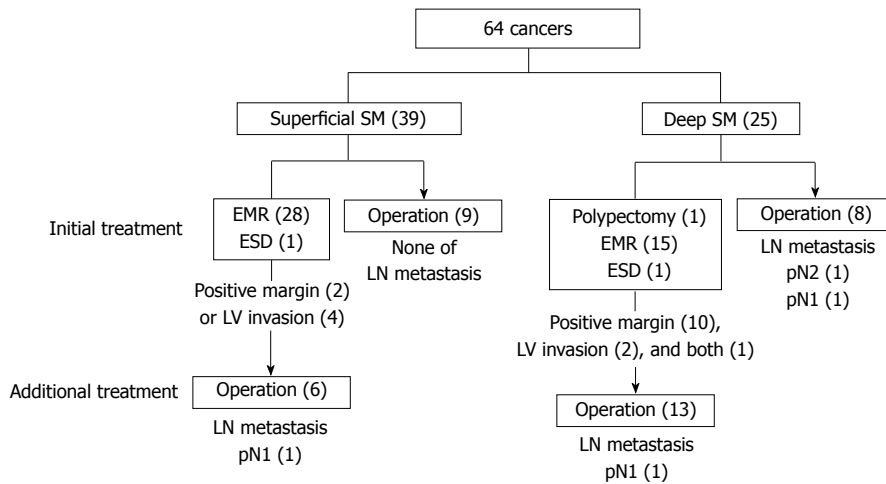 64 cancers
Superficial SM (39)
Deep SM (25)
Initial treatment
EMR (28)
ESD (1)
Operation (9)
None of
LN metastasis
Polypectomy (1)
EMR (15)
ESD (1)
Operation (8)
LN metastasis
pN2 (1)
pN1 (1)
Positive margin (2)
or LV invasion (4)
Positive margin (10),
LV invasion (2), and both (1)
Additional treatment
Operation (6)
LN metastasis
pN1 (1)
Operation (13)
LN metastasis
pN1 (1)